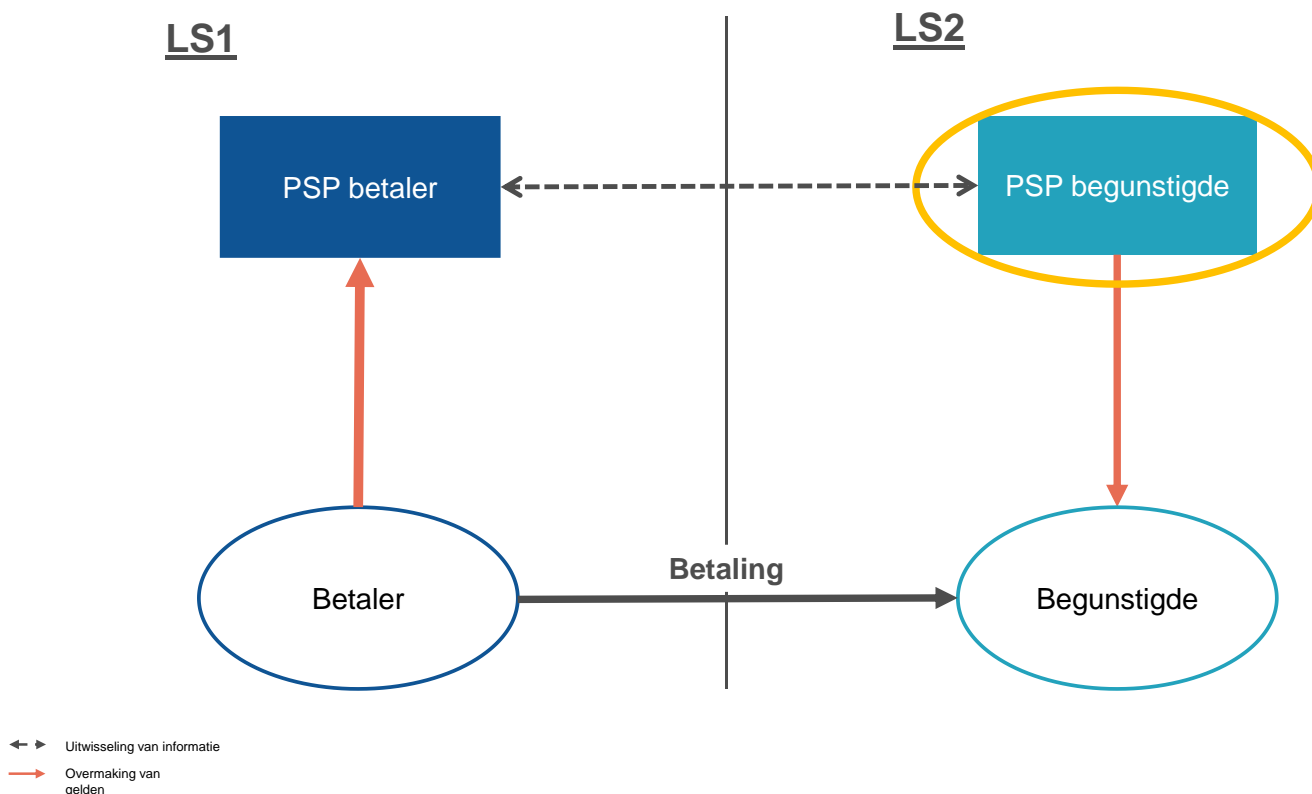 LS1
LS2
PSP betaler
PSP begunstigde
Betaling
Betaler
Begunstigde
Uitwisseling van informatie
Overmaking van
gelden